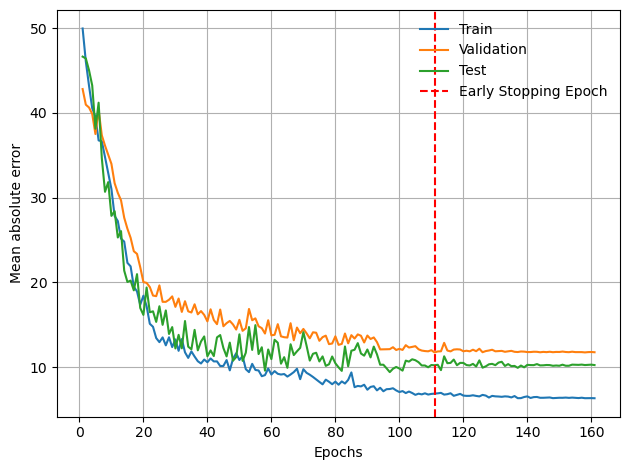 50
40
30
20
10
Mean absolute error
Train
Validation
Test
Early Stopping Epoch
0 20 40 60 80 100 120 140 160
Epochs